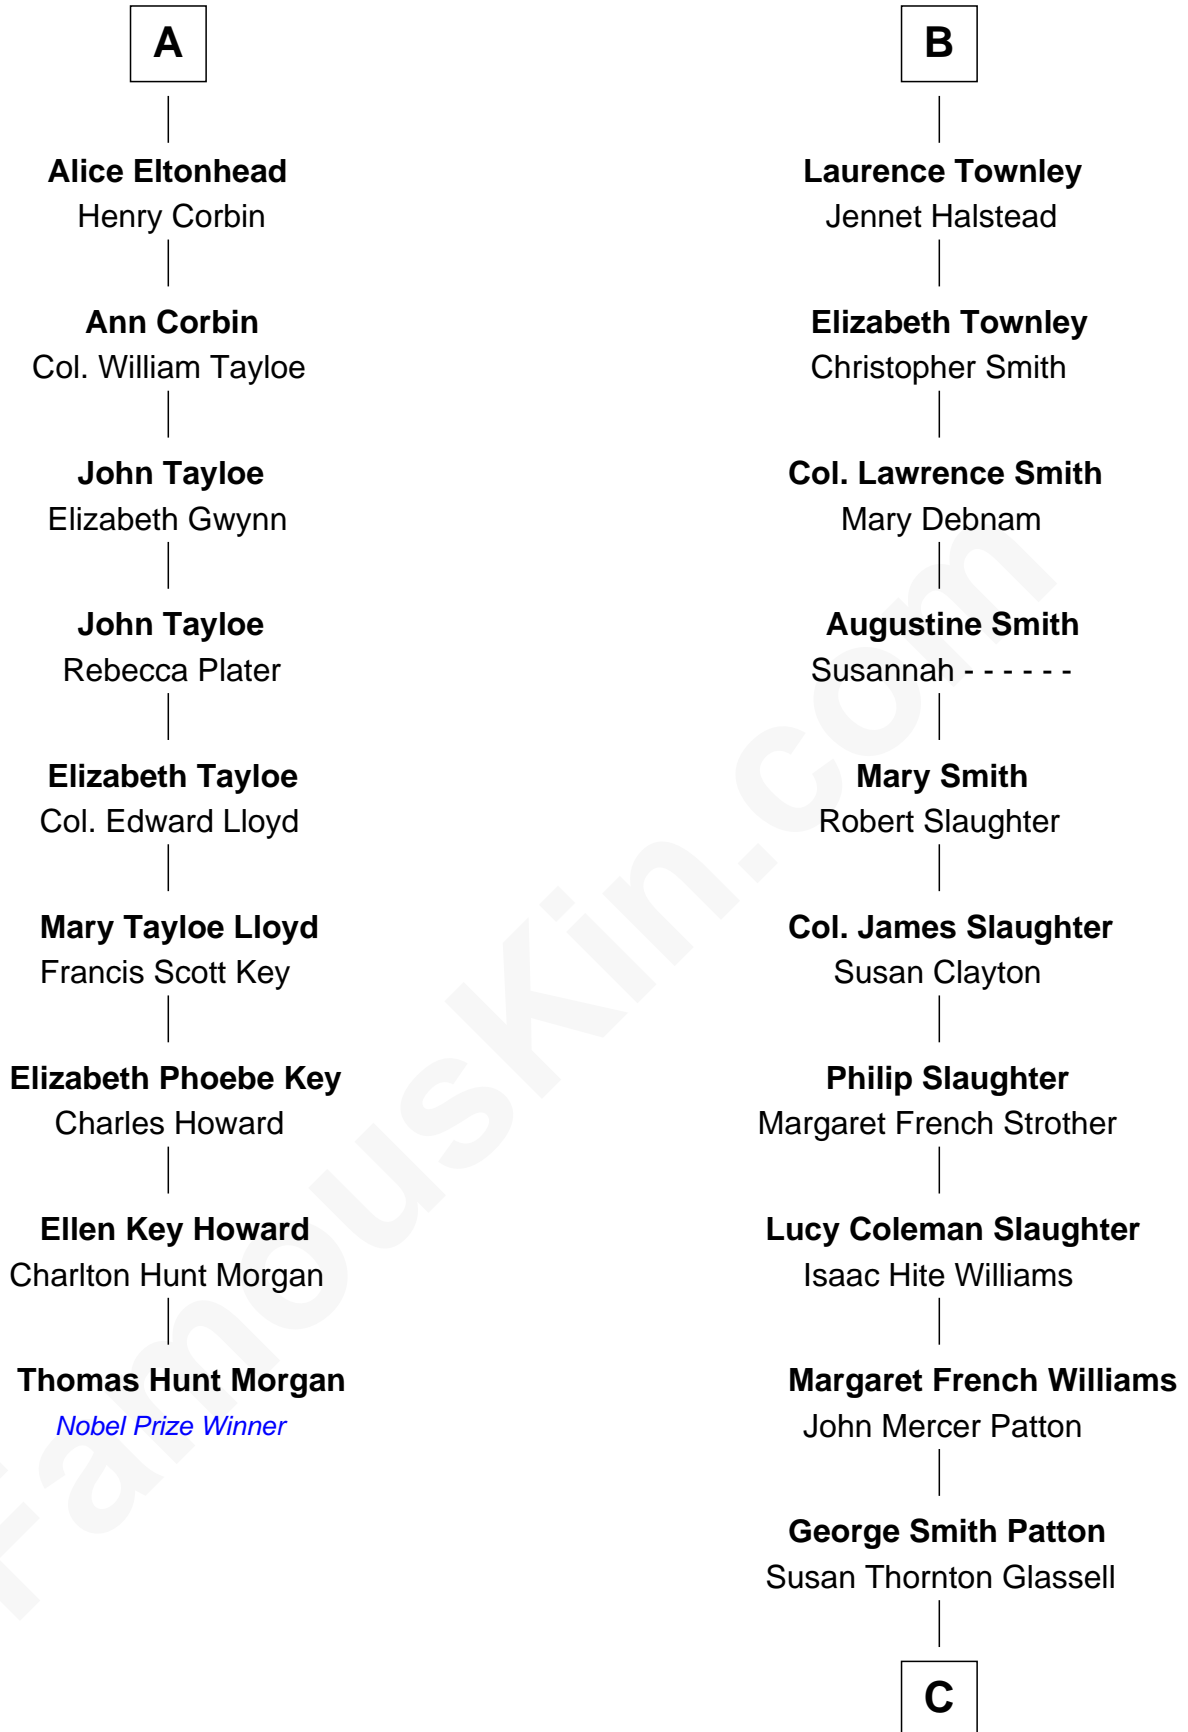 A
Alice Eltonhead
Henry Corbin
Ann Corbin
Col. William Tayloe
John Tayloe
Elizabeth Gwynn
John Tayloe
Rebecca Plater
Elizabeth Tayloe
Col. Edward Lloyd
Mary Tayloe Lloyd
Francis Scott Key
Elizabeth Phoebe Key
Charles Howard
Ellen Key Howard
Charlton Hunt Morgan
Thomas Hunt Morgan
Nobel Prize Winner
B
Laurence Townley
Jennet Halstead
Elizabeth Townley
Christopher Smith
Col. Lawrence Smith
Mary Debnam
Augustine Smith
Susannah - - - - - -
Mary Smith
Robert Slaughter
Col. James Slaughter
Susan Clayton
Philip Slaughter
Margaret French Strother
Lucy Coleman Slaughter
Isaac Hite Williams
Margaret French Williams
John Mercer Patton
George Smith Patton
Susan Thornton Glassell
C
FamousKin.com